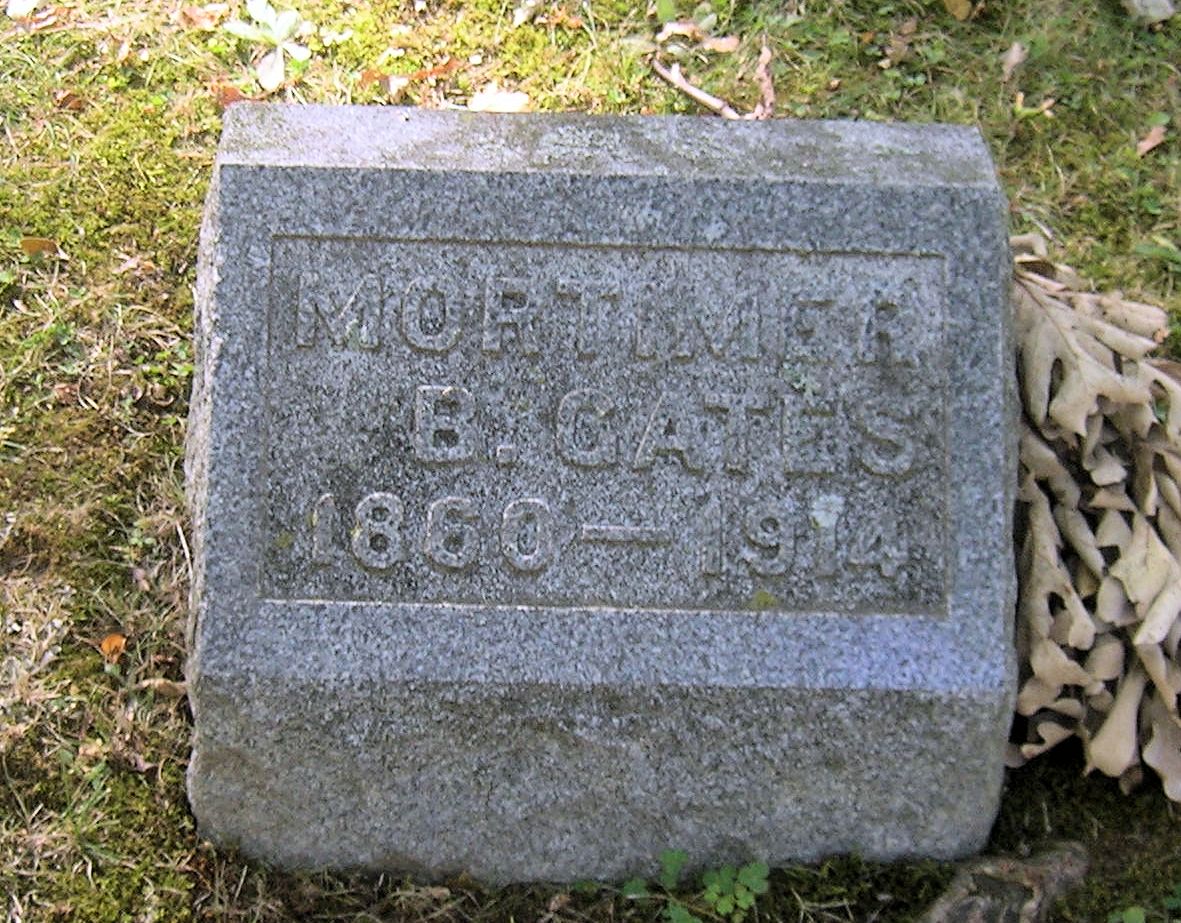 MORTIMER
B. GATES
1860—1914